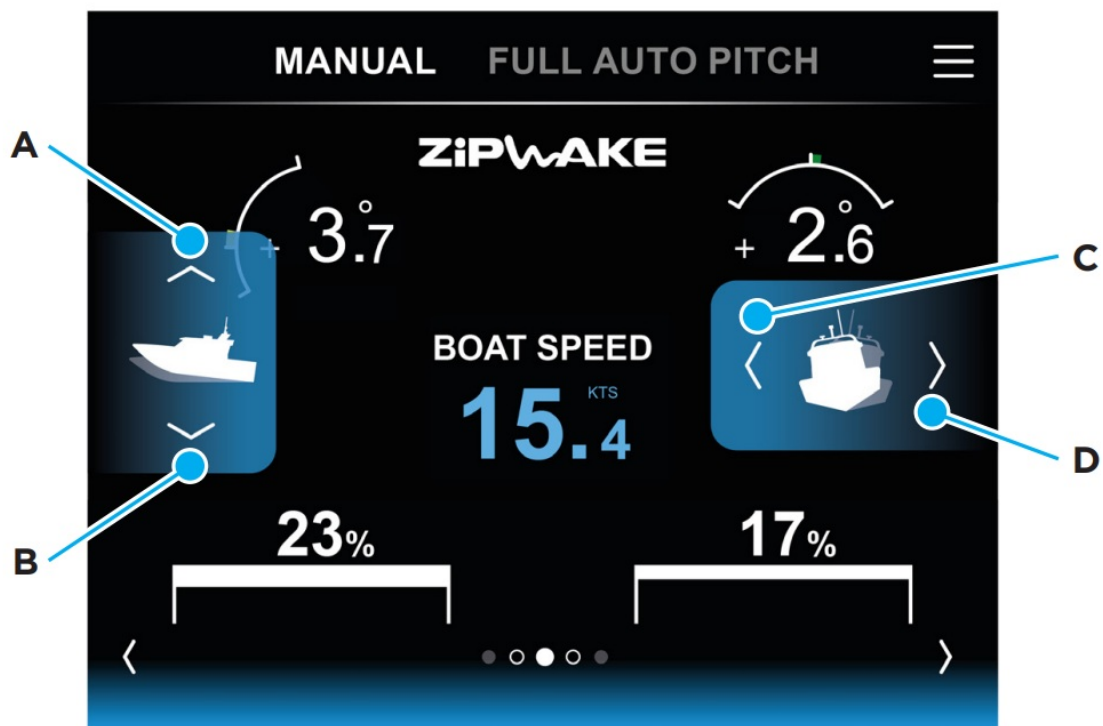 MANUAL FULL AUTO PITCH
A
ZiPWAKE
+ 3.7°
+ 2.6°
C
BOAT SPEED
15.4 KTS
D
B
23%
17%